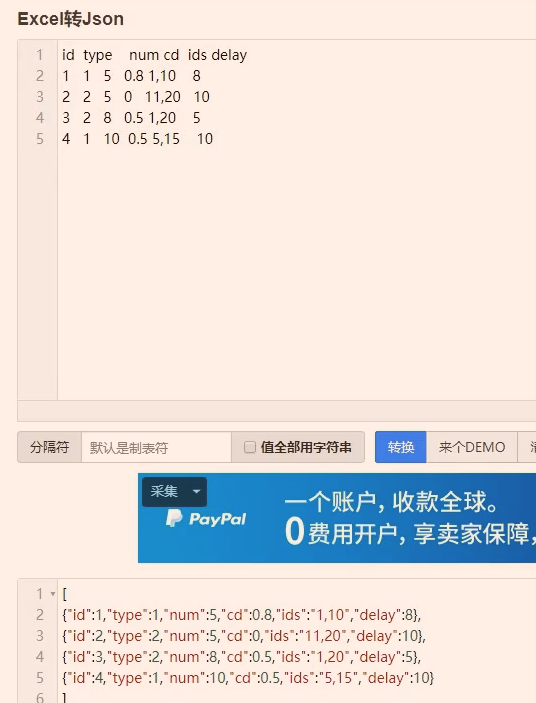 Excel转Json
1 id type num cd ids delay
2 1 1 5 0.8 1,10 8
3 2 2 5 0 11,20 10
4 3 2 8 0.5 1,20 5
5 4 1 10 0.5 5,15 10
分隔符 默认是制表符 值全部用字符串 转换 来个DEMO
采集
PayPal
一个账户,收款全球。
0费用开户,享卖家保障,
1 [
2 {"id":1,"type":1,"num":5,"cd":0.8,"ids":"1,10","delay":8},
3 {"id":2,"type":2,"num":5,"cd":0,"ids":"11,20","delay":10},
4 {"id":3,"type":2,"num":8,"cd":0.5,"ids":"1,20","delay":5},
5 {"id":4,"type":1,"num":10,"cd":0.5,"ids":"5,15","delay":10}
6 ]